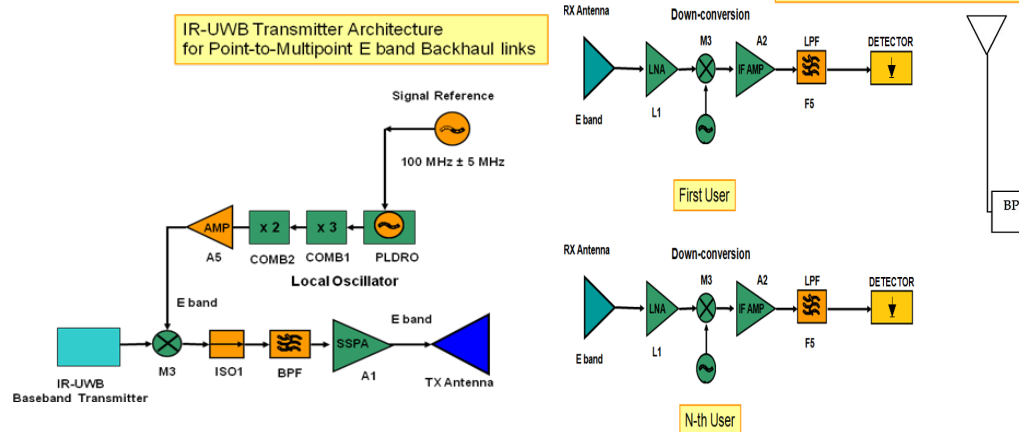 IR-UWB Transmitter Architecture
for Point-to-Multipoint E band Backhaul links
Signal Reference
100 MHz ± 5 MHz
AMP
x 2
x 3
A5
COMB2
COMB1
PLDRO
Local Oscillator
E band
E band
SSPA
M3
ISO1
BPF
A1
TX Antenna
IR-UWB
Baseband Transmitter
RX Antenna
Down-conversion
M3
A2
LPF
DETECTOR
LNA
IF AMP
E band
L1
F5
First User
RX Antenna
Down-conversion
M3
A2
LPF
DETECTOR
LNA
IF AMP
E band
L1
F5
N-th User
BP